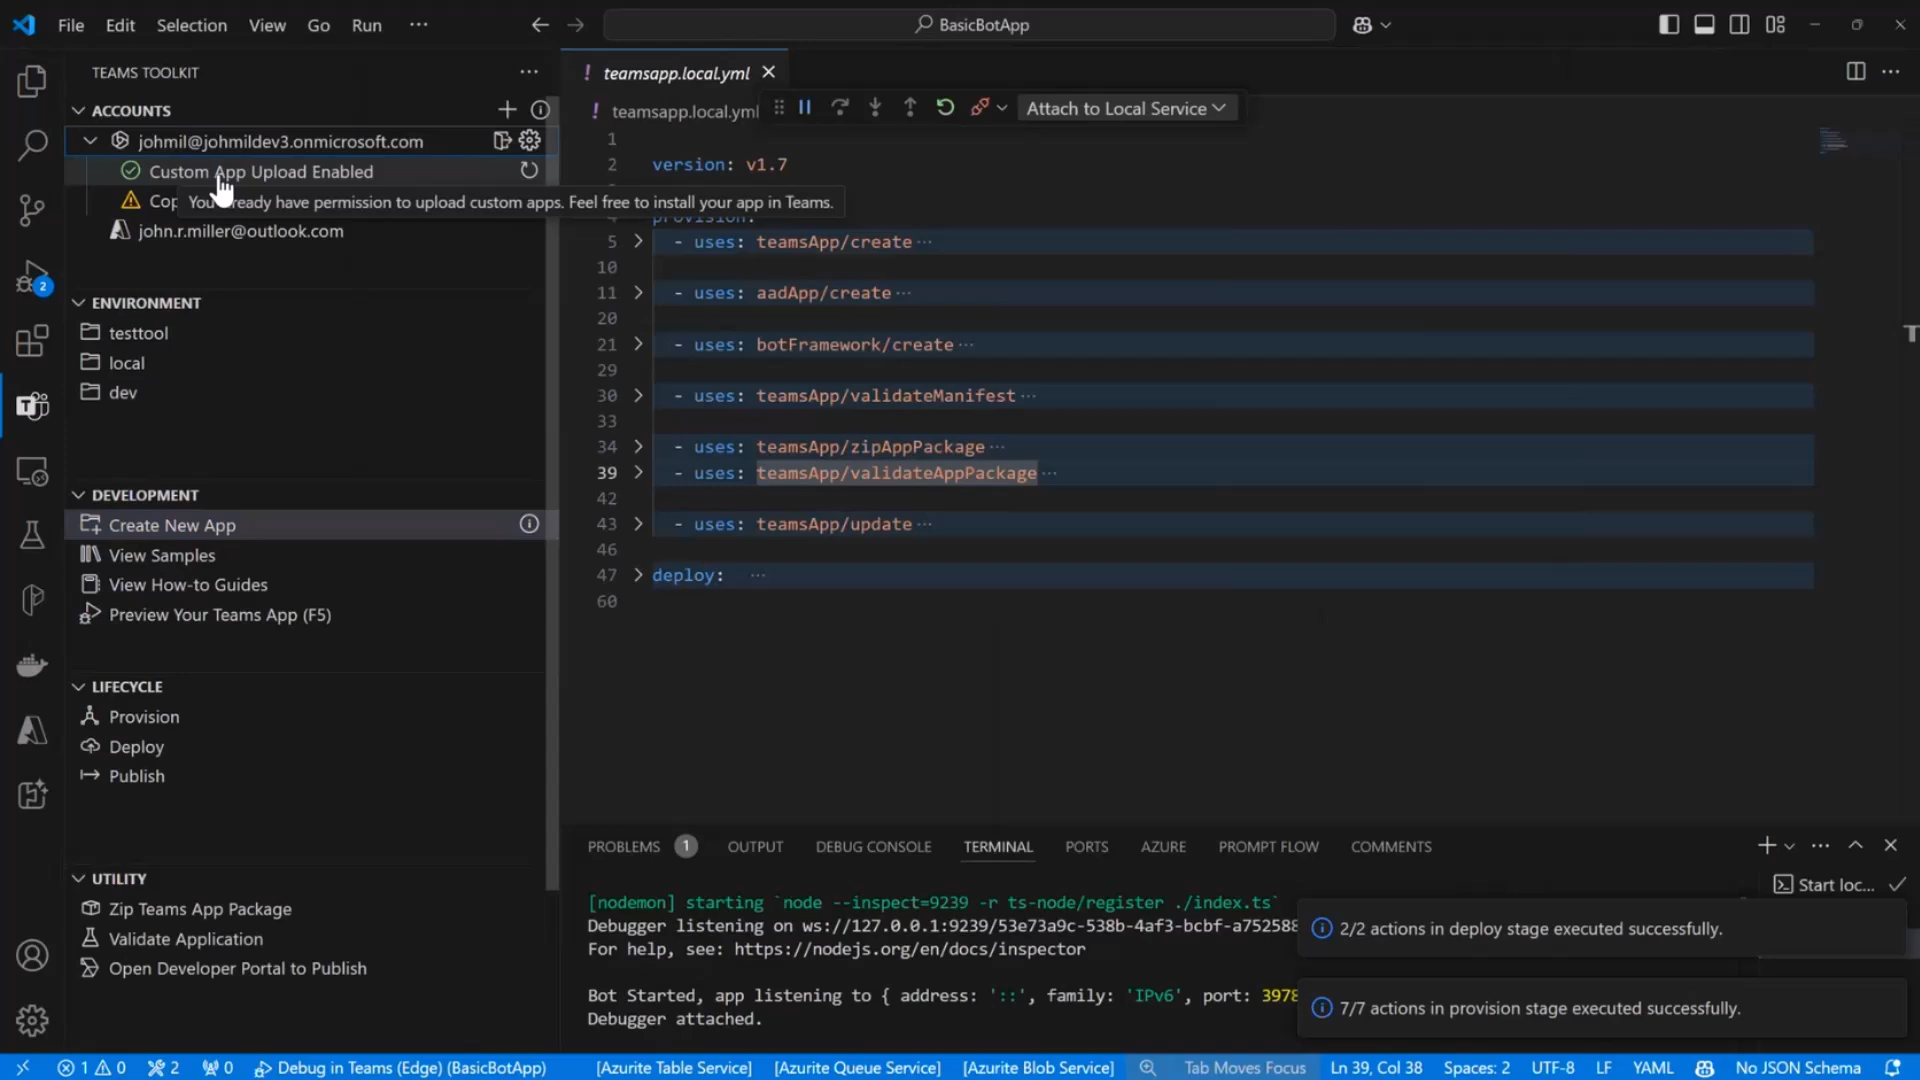 File Edit Selection View Go Run ···
BasicBotApp
TEAMS TOOLKIT
ACCOUNTS
johmil@johmildev3.onmicrosoft.com
Custom App Upload Enabled
Cop
You already have permission to upload custom apps. Feel free to install your app in Teams.
john.r.miller@outlook.com
ENVIRONMENT
testtool
local
dev
DEVELOPMENT
Create New App
View Samples
View How-to Guides
Preview Your Teams App (F5)
LIFECYCLE
Provision
Deploy
Publish
UTILITY
Zip Teams App Package
Validate Application
Open Developer Portal to Publish
2
! teamsapp.local.yml
! teamsapp.local.yml
Attach to Local Service
1
2 version: v1.7
provision:
5 - uses: teamsApp/create ···
10
11 - uses: aadApp/create ···
20
21 - uses: botFramework/create ···
29
30 - uses: teamsApp/validateManifest ···
33
34 - uses: teamsApp/zipAppPackage ···
39 - uses: teamsApp/validateAppPackage ···
42
43 - uses: teamsApp/update ···
46
47 deploy: ···
60
PROBLEMS 1 OUTPUT DEBUG CONSOLE TERMINAL PORTS AZURE PROMPT FLOW COMMENTS
Start loc...
[nodemon] starting `node --inspect=9239 -r ts-node/register ./index.ts`
Debugger listening on ws://127.0.0.1:9239/53e73a9c-538b-4af3-bcbf-a752588
For help, see: https://nodejs.org/en/docs/inspector
Bot Started, app listening to { address: '::', family: 'IPv6', port: 3978
Debugger attached.
2/2 actions in deploy stage executed successfully.
7/7 actions in provision stage executed successfully.
1 0 2 0 Debug in Teams (Edge) (BasicBotApp) [Azurite Table Service] [Azurite Queue Service] [Azurite Blob Service] Tab Moves Focus Ln 39, Col 38 Spaces: 2 UTF-8 LF YAML No JSON Schema